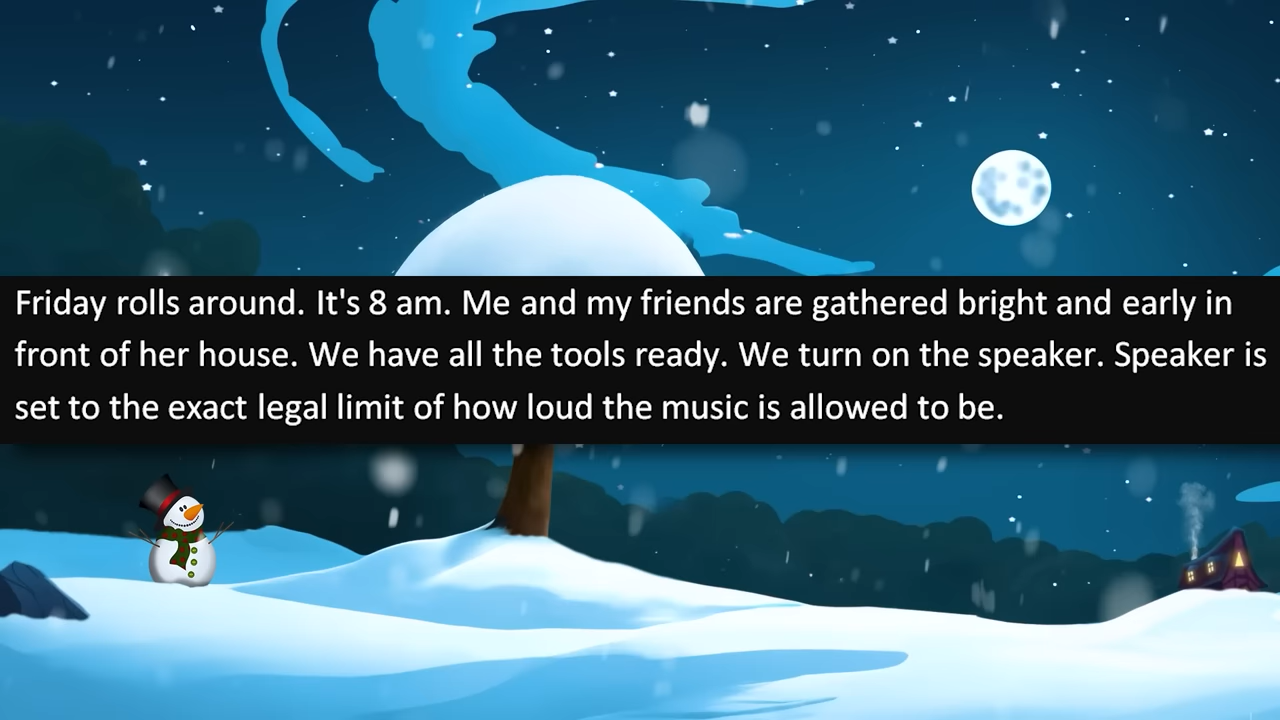 Friday rolls around. It's 8 am. Me and my friends are gathered bright and early in
front of her house. We have all the tools ready. We turn on the speaker. Speaker is
set to the exact legal limit of how loud the music is allowed to be.